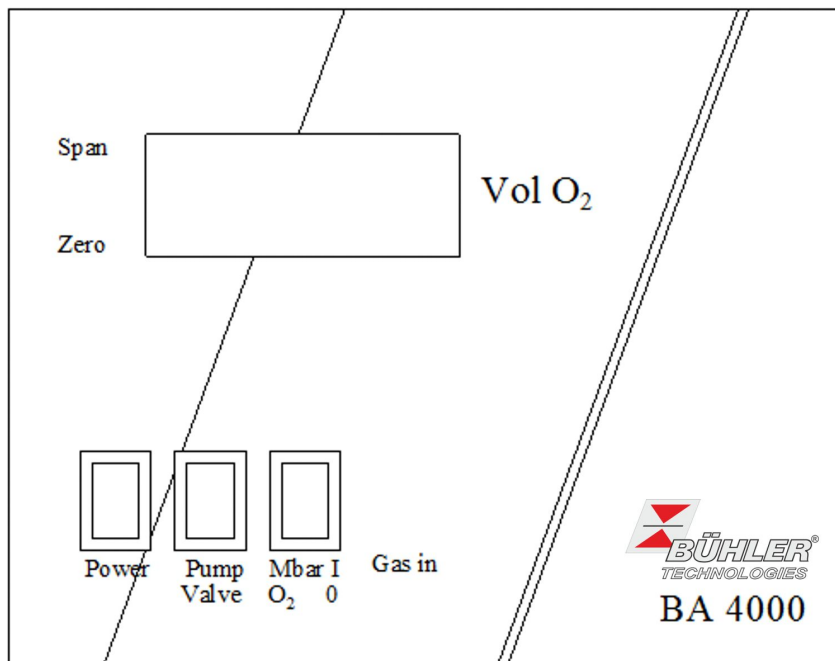 Span
Vol O₂
Zero
Power
Pump
Valve
Mbar I
O₂ 0
Gas in
BÜHLER®
TECHNOLOGIES
BA 4000